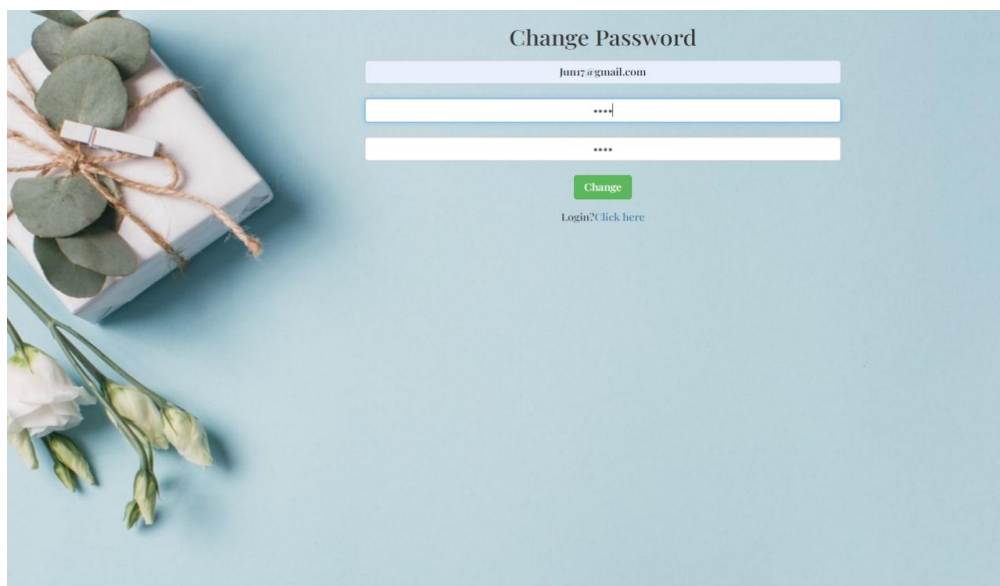 Change Password
Jun17@gmail.com
••••
••••
Change
Login?Click here